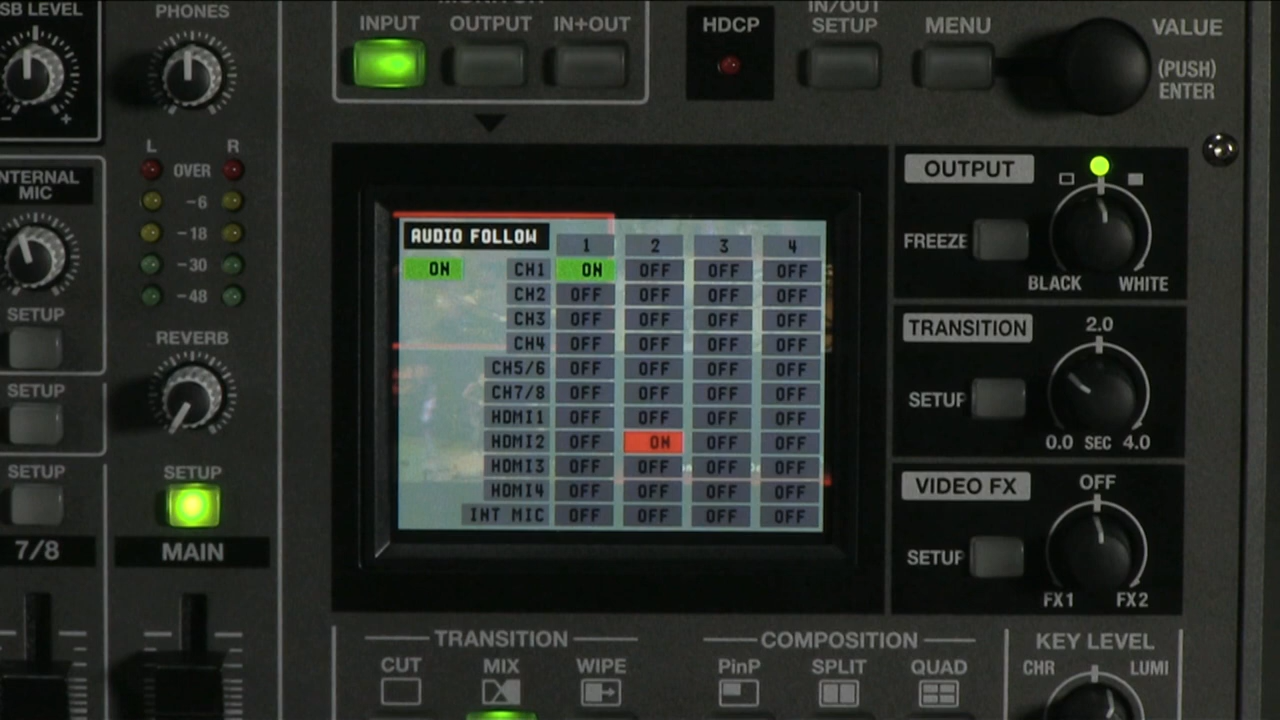 SB LEVEL
PHONES
INPUT
OUTPUT
IN+OUT
HDCP
IN/OUT
SETUP
MENU
VALUE
(PUSH)
ENTER
- +
L R
OVER
-6
-18
-30
-48
MIC
SETUP
REVERB
SETUP
SETUP
SETUP
7/8
MAIN
AUDIO FOLLOW 1 2 3 4
ON CH1 ON OFF OFF OFF
CH2 OFF OFF OFF OFF
CH3 OFF OFF OFF OFF
CH4 OFF OFF OFF OFF
CH5/6 OFF OFF OFF OFF
CH7/8 OFF OFF OFF OFF
HDMI1 OFF OFF OFF OFF
HDMI2 OFF ON OFF OFF
HDMI3 OFF OFF OFF OFF
HDMI4 OFF OFF OFF OFF
INT MIC OFF OFF OFF OFF
OUTPUT
FREEZE
BLACK WHITE
TRANSITION
2.0
SETUP
0.0 SEC 4.0
VIDEO FX
OFF
SETUP
FX1 FX2
TRANSITION
CUT MIX WIPE
COMPOSITION
PinP SPLIT QUAD
KEY LEVEL
CHR LUMI